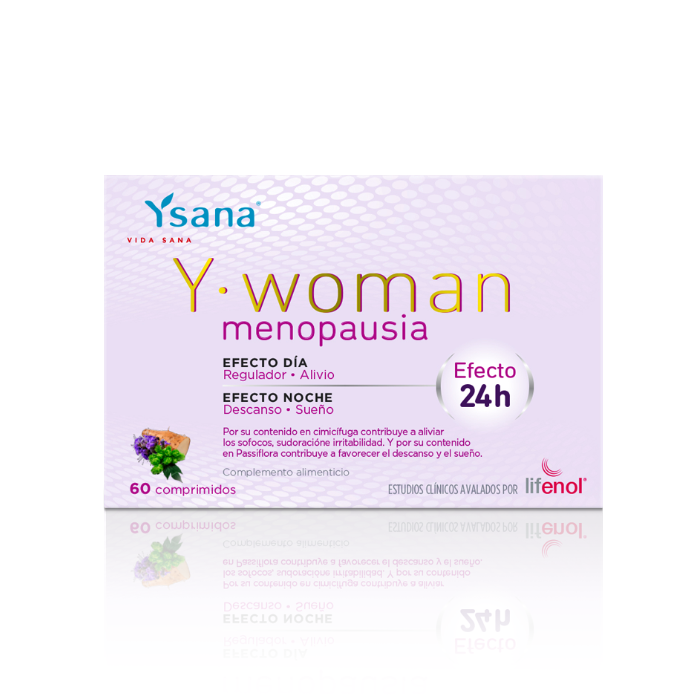 Ysana®
VIDA SANA
Y·woman
menopausia
EFECTO DÍA
Regulador • Alivio
EFECTO NOCHE
Descanso • Sueño
Efecto
24h
Por su contenido en cimicífuga contribuye a aliviar
los sofocos, sudoracióne irritabilidad. Y por su contenido
en Passiflora contribuye a favorecer el descanso y el sueño.
Complemento alimenticio
60 comprimidos
ESTUDIOS CLÍNICOS AVALADOS POR lifenol®